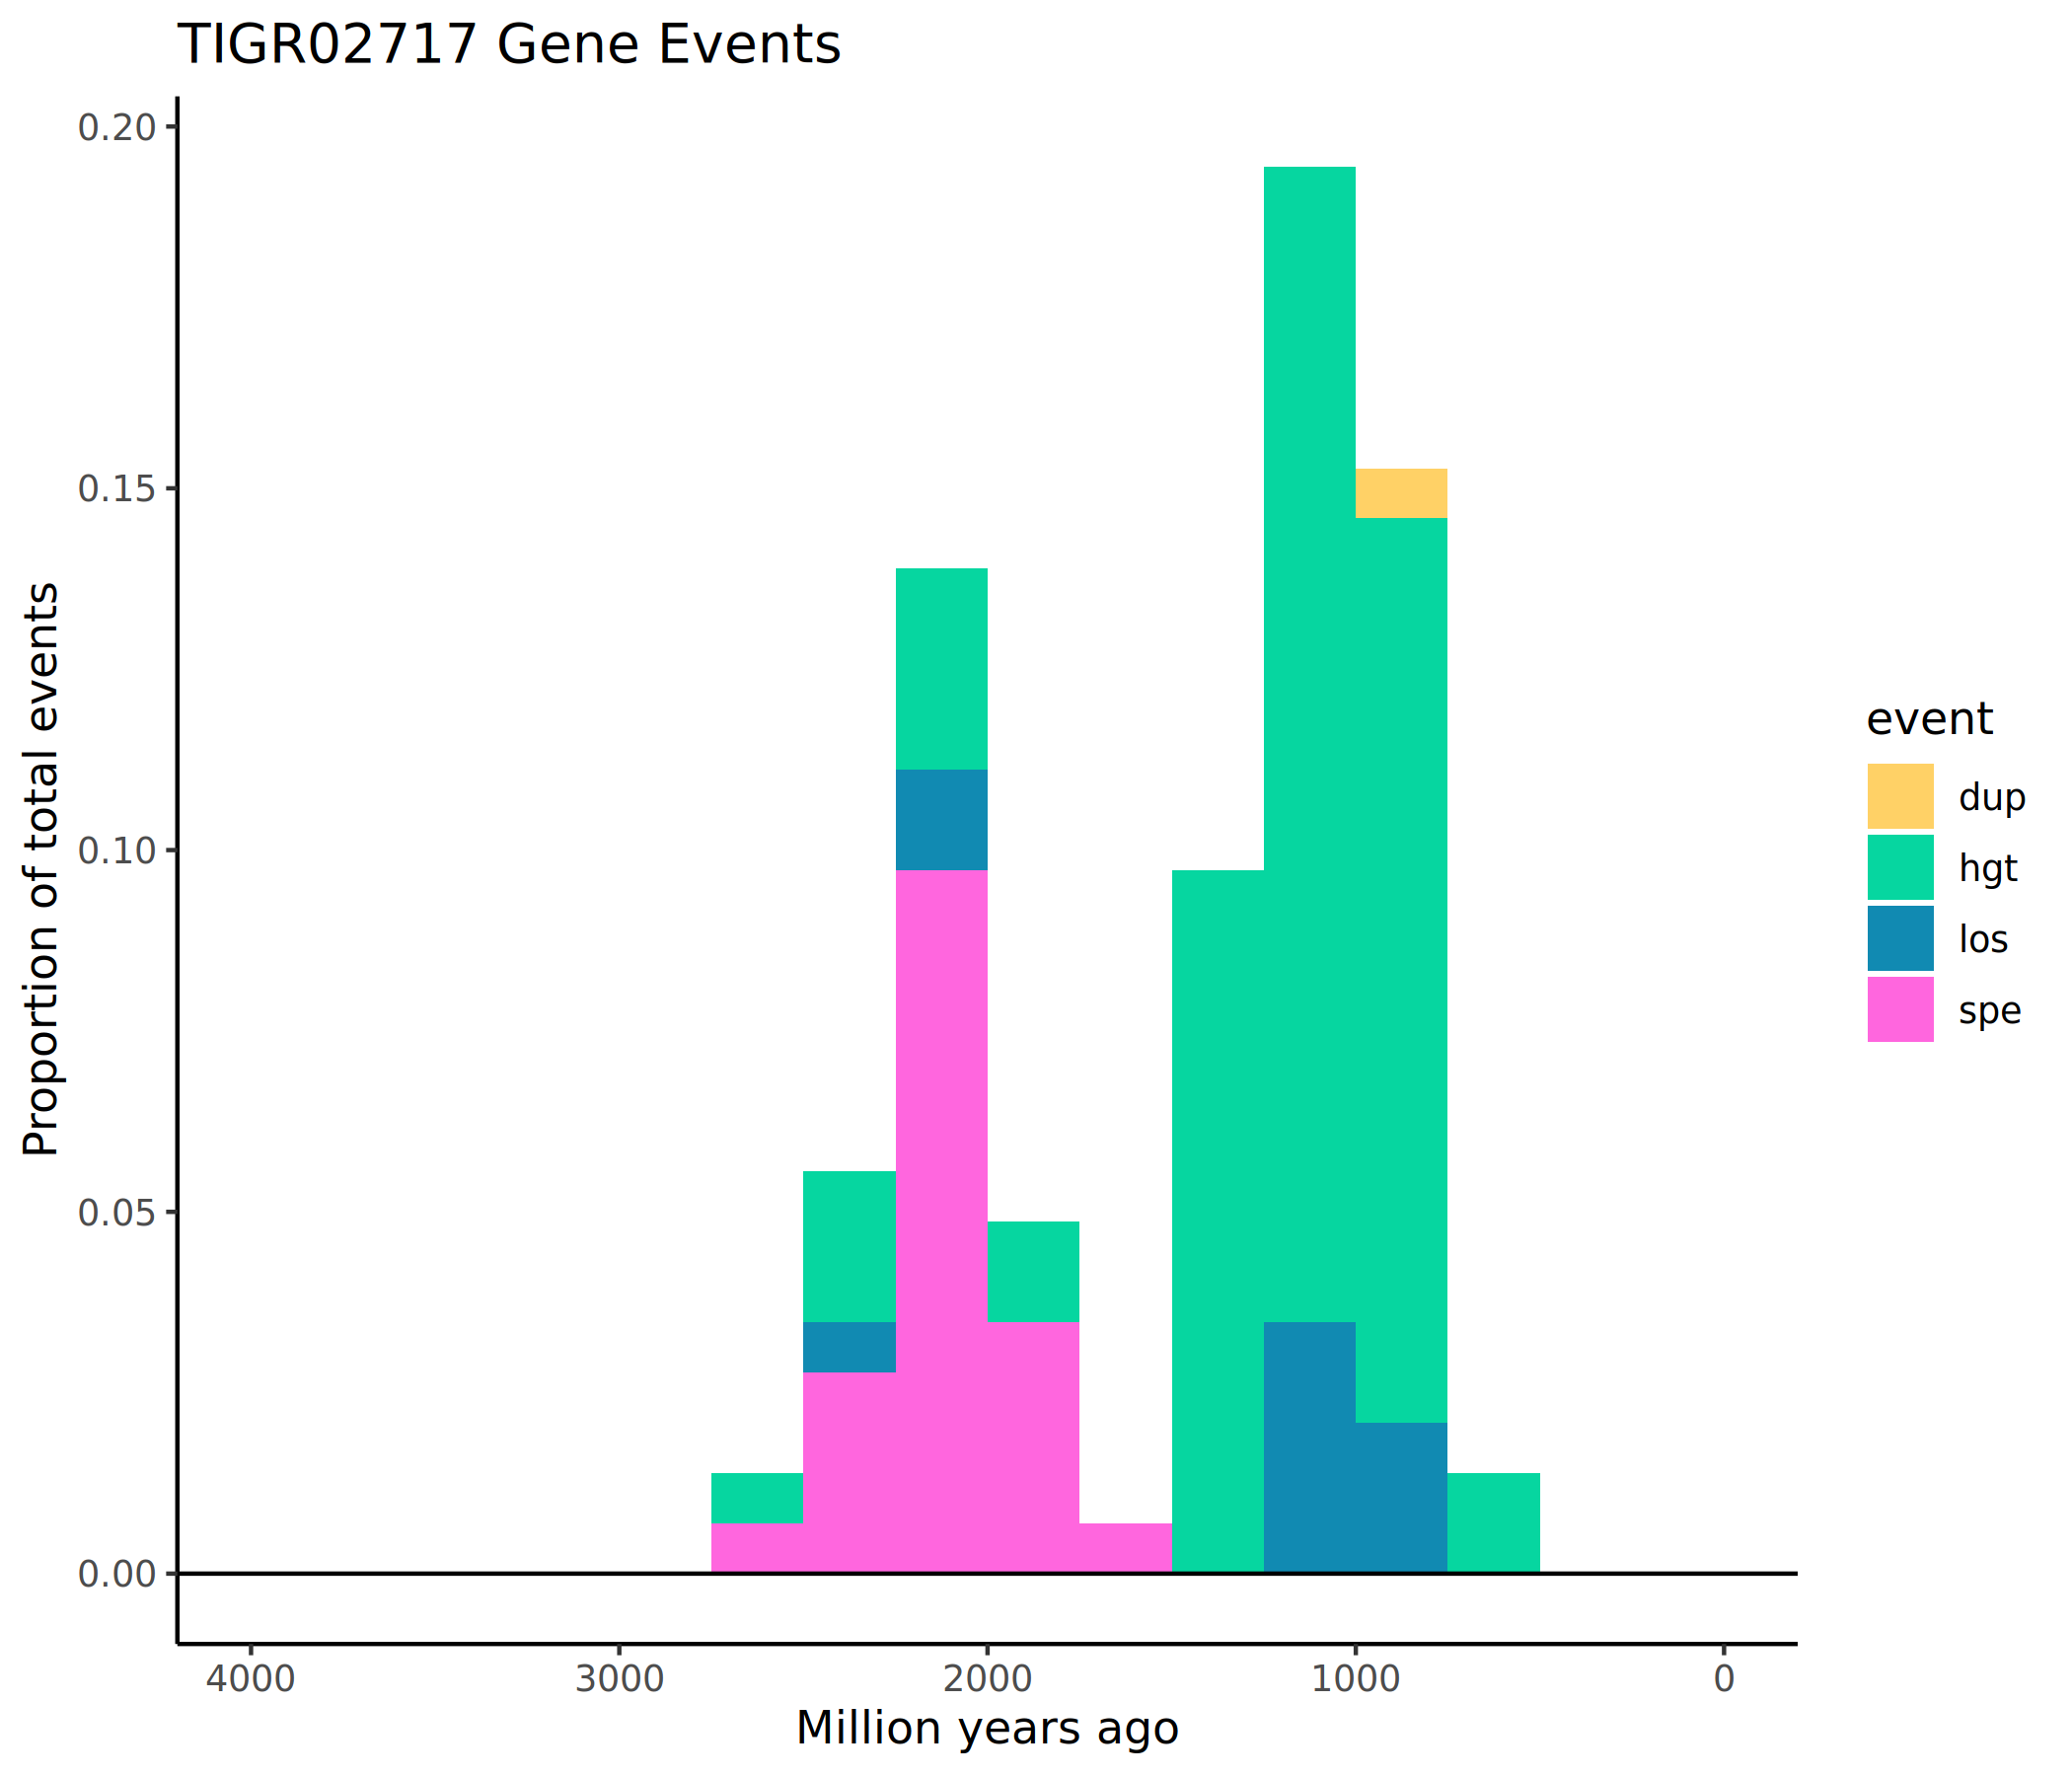 TIGR02717 Gene Events
0.20
0.15
0.10
0.05
0.00
Proportion of total events
4000 3000 2000 1000 0
Million years ago
event
dup
hgt
los
spe